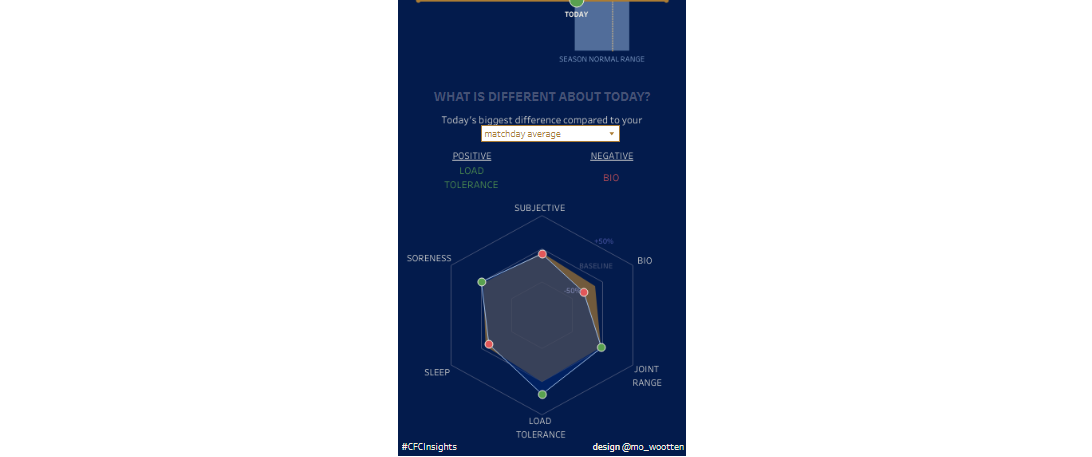 TODAY
SEASON NORMAL RANGE
WHAT IS DIFFERENT ABOUT TODAY?
Today's biggest difference compared to your
matchday average
POSITIVE
NEGATIVE
LOAD
TOLERANCE
BIO
SUBJECTIVE
+50%
SORENESS
BIO
BASELINE
-50%
SLEEP
JOINT
RANGE
LOAD
TOLERANCE
#CFCInsights
design @mo_wootten